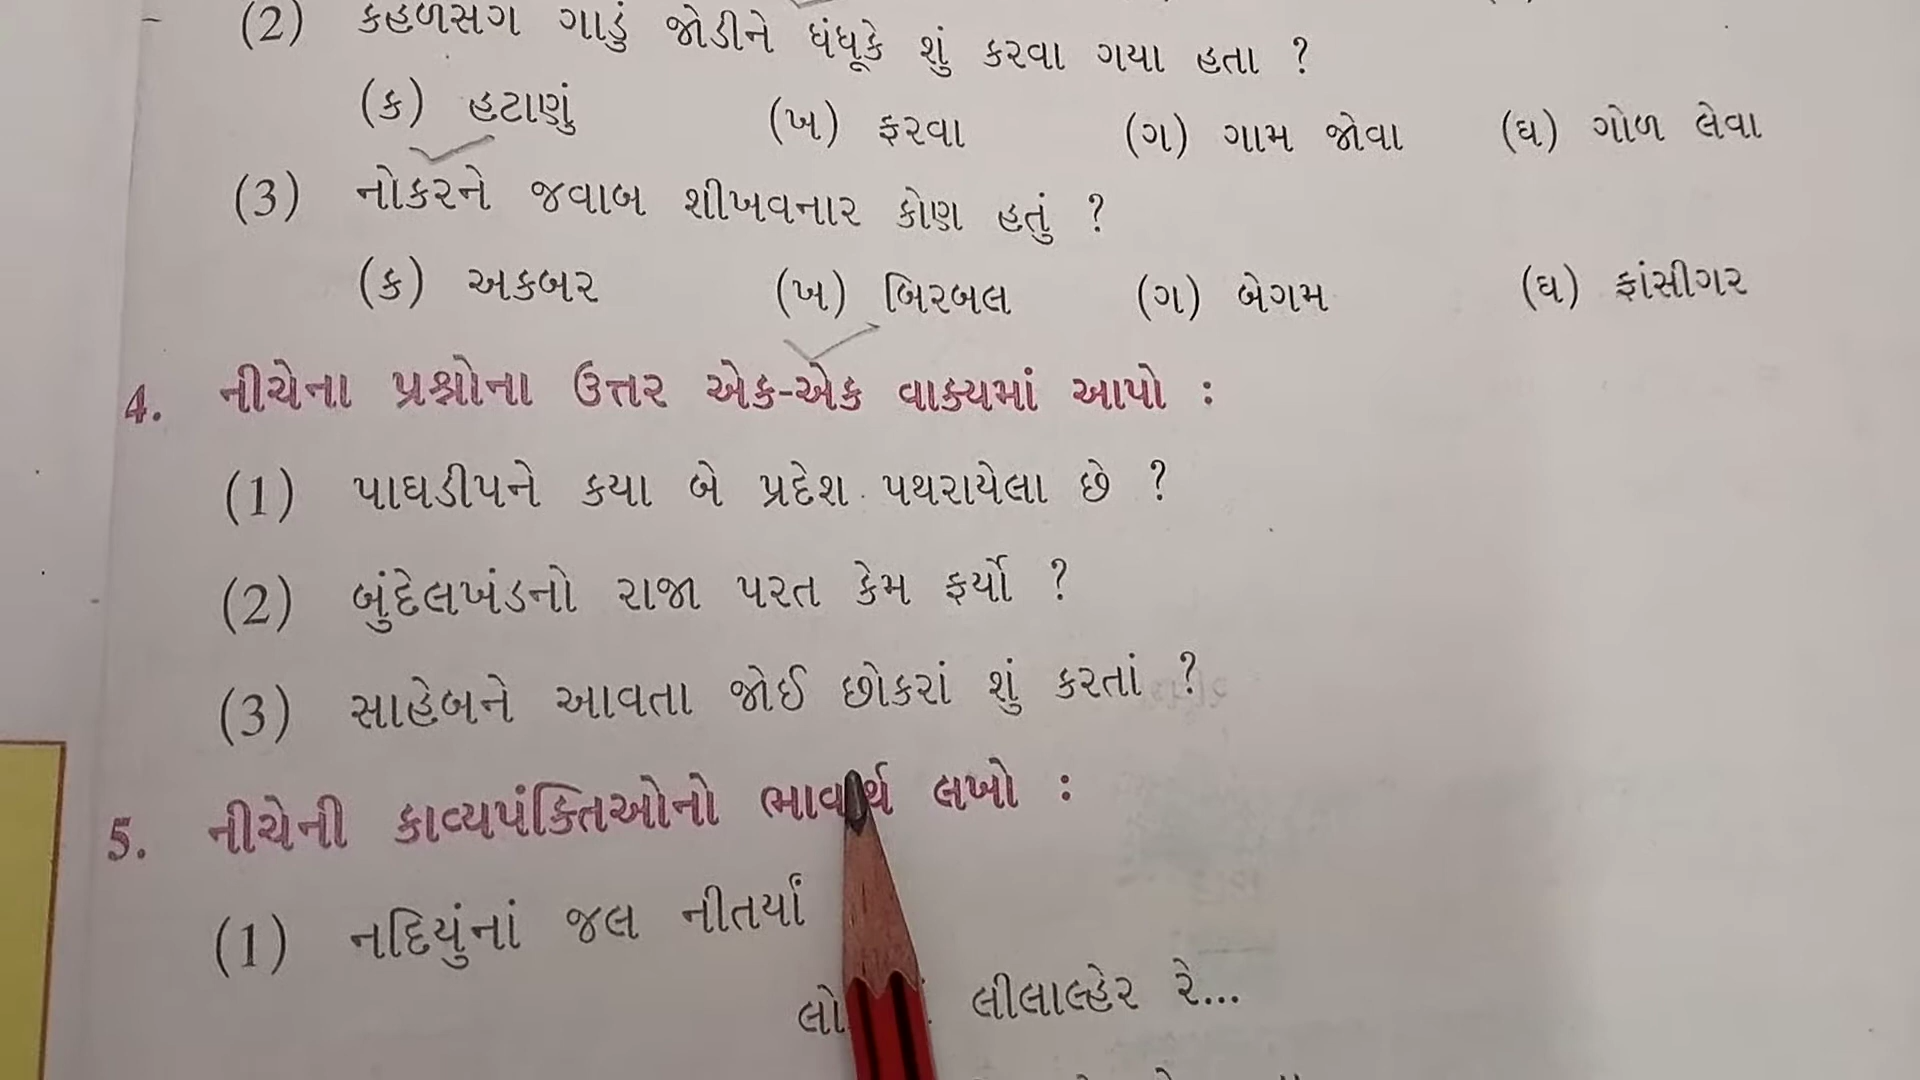 (2) કહળસગ ગાડું જોડીને ધંધૂકે શું કરવા ગયા હતા ?
(ક) હટાણું (ખ) ફરવા (ગ) ગામ જોવા (ઘ) ગોળ લેવા
(3) નોકરને જવાબ શીખવનાર કોણ હતું ?
(ક) અકબર (ખ) બિરબલ (ગ) બેગમ (ઘ) ફાંસીગર
4. નીચેના પ્રશ્નોના ઉત્તર એક-એક વાક્યમાં આપો :
(1) પાઘડીપને કયા બે પ્રદેશ પથરાયેલા છે ?
(2) બુંદેલખંડનો રાજા પરત કેમ ફર્યો ?
(3) સાહેબને આવતા જોઈ છોકરાં શું કરતાં ?
5. નીચેની કાવ્યપંક્તિઓનો ભાવાર્થ લખો :
(1) નદિયુંનાં જલ નીતર્યાં
લીલાલ્હેર રે...